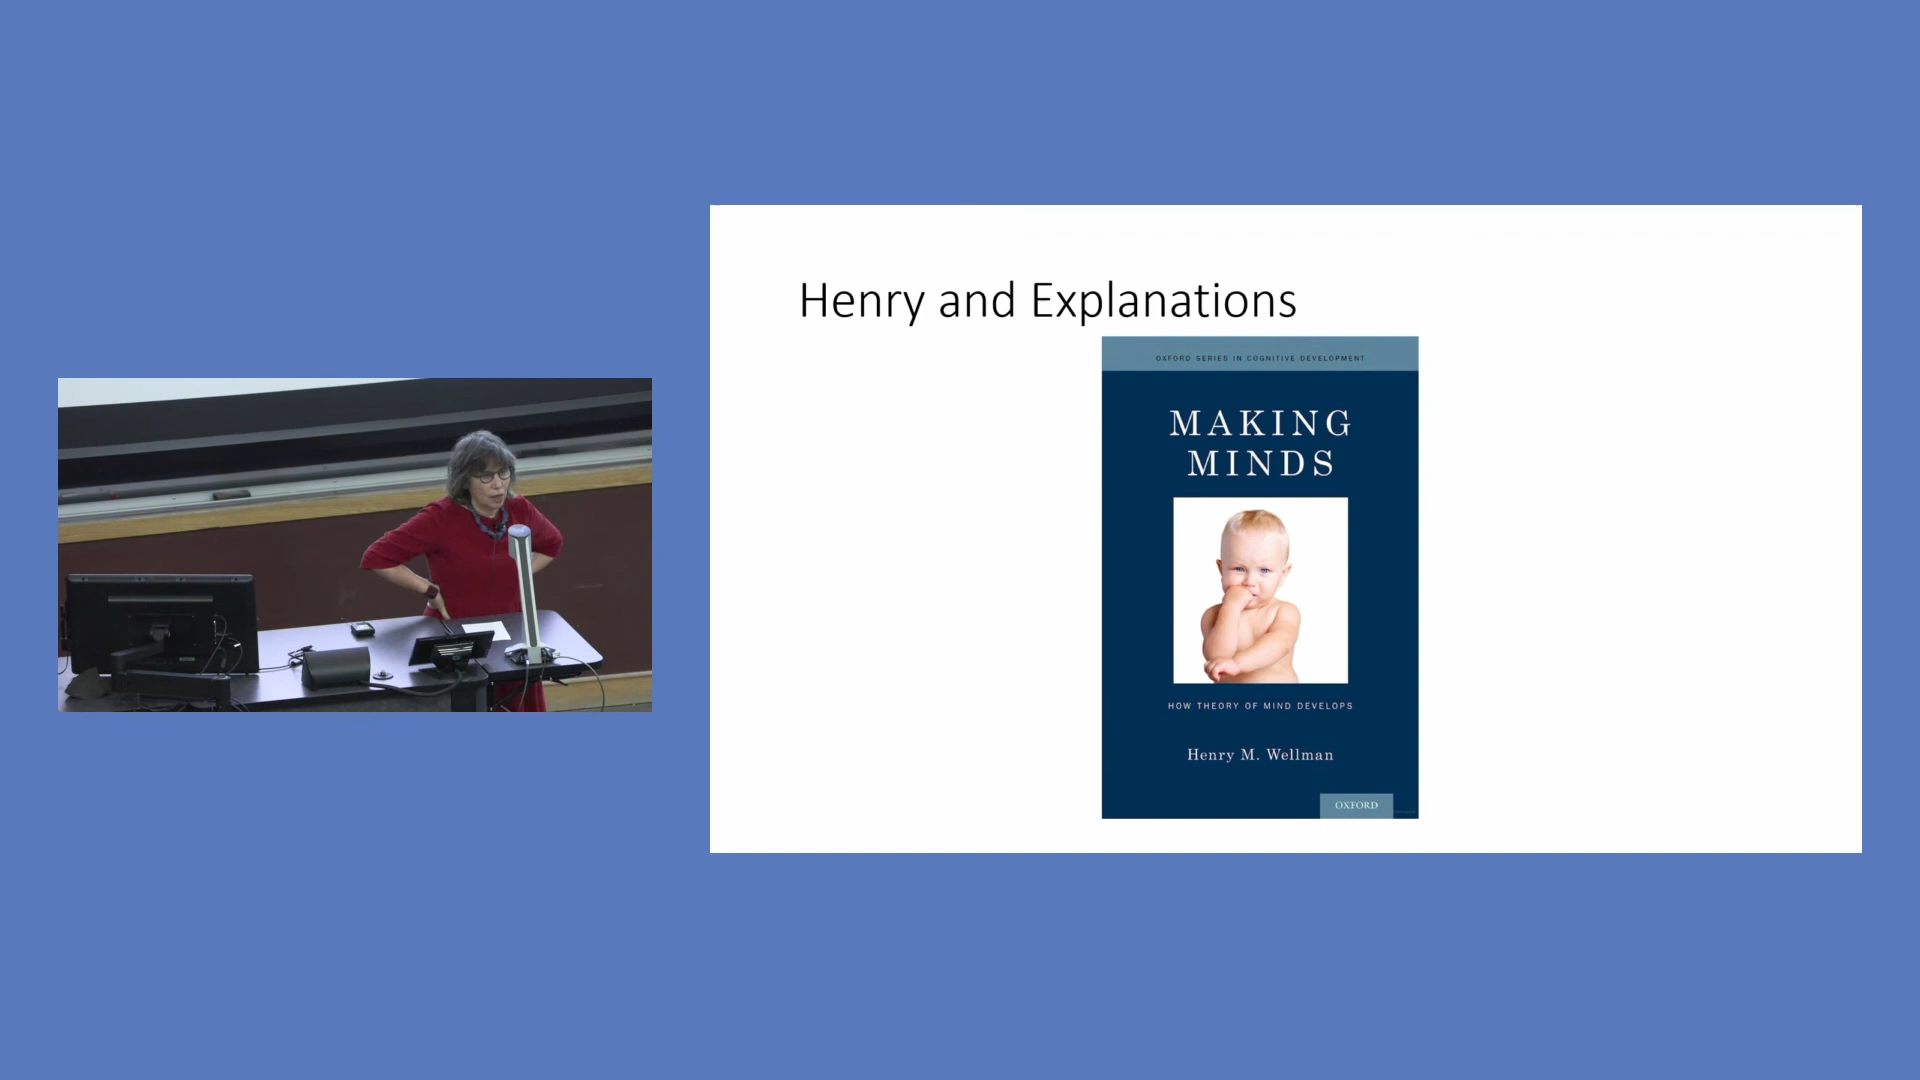 Henry and Explanations
OXFORD SERIES IN COGNITIVE DEVELOPMENT
MAKING
MINDS
HOW THEORY OF MIND DEVELOPS
Henry M. Wellman
OXFORD